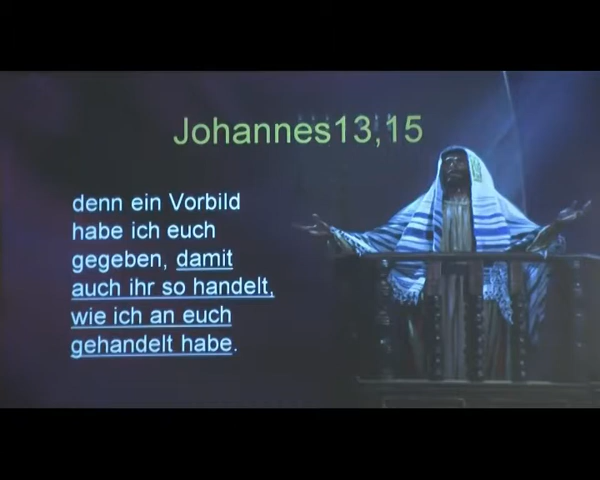 Johannes13,15
denn ein Vorbild
habe ich euch
gegeben, damit
auch ihr so handelt,
wie ich an euch
gehandelt habe.